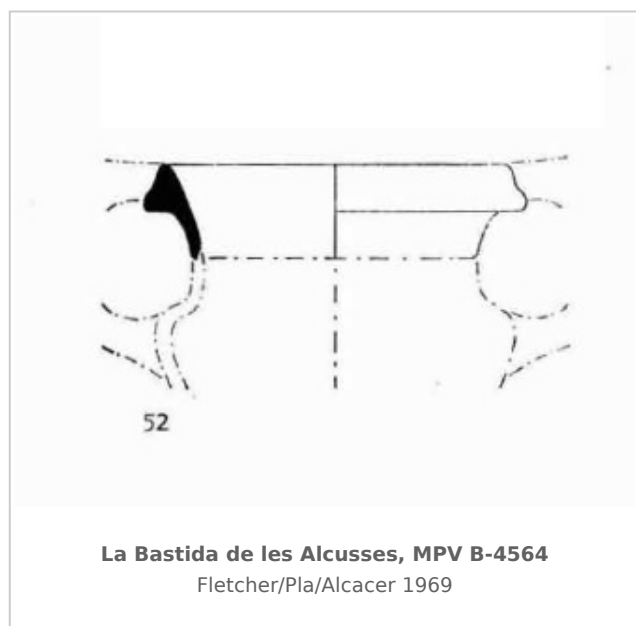 52
La Bastida de les Alcusses, MPV B-4564
Fletcher/Pla/Alcacer 1969